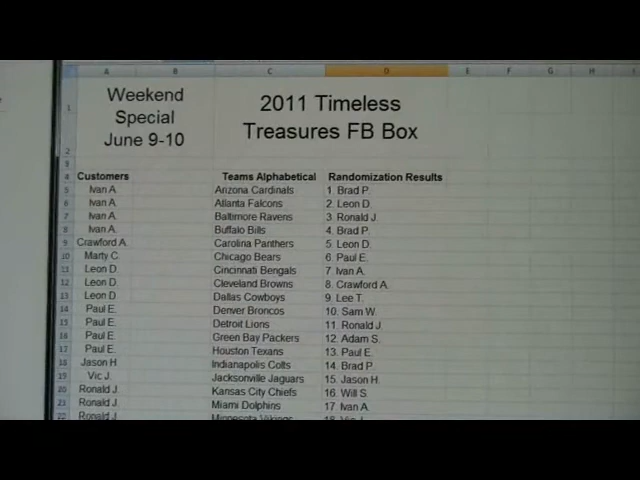 A B C D E F G H
1 Weekend Special June 9-10 2011 Timeless Treasures FB Box
2
3
4 Customers Teams Alphabetical Randomization Results
5 Ivan A. Arizona Cardinals 1 Brad P.
6 Ivan A. Atlanta Falcons 2 Leon D.
7 Ivan A. Baltimore Ravens 3 Ronald J.
8 Ivan A. Buffalo Bills 4 Brad P.
9 Crawford A. Carolina Panthers 5 Leon D.
10 Marty C. Chicago Bears 6 Paul E.
11 Leon D. Cincinnati Bengals 7 Ivan A.
12 Leon D. Cleveland Browns 8 Crawford A.
13 Leon D. Dallas Cowboys 9 Lee T.
14 Paul E. Denver Broncos 10 Sam W.
15 Paul E. Detroit Lions 11 Ronald J
16 Paul E. Green Bay Packers 12 Adam S.
17 Paul E. Houston Texans 13 Paul E.
18 Jason H Indianapolis Colts 14 Brad P.
19 Vic J. Jacksonville Jaguars 15 Jason H.
20 Ronald J. Kansas City Chiefs 16 Will S.
21 Ronald J. Miami Dolphins 17 Ivan A.
22 Ronald J. Minnesota Vikings 18 Vic J.